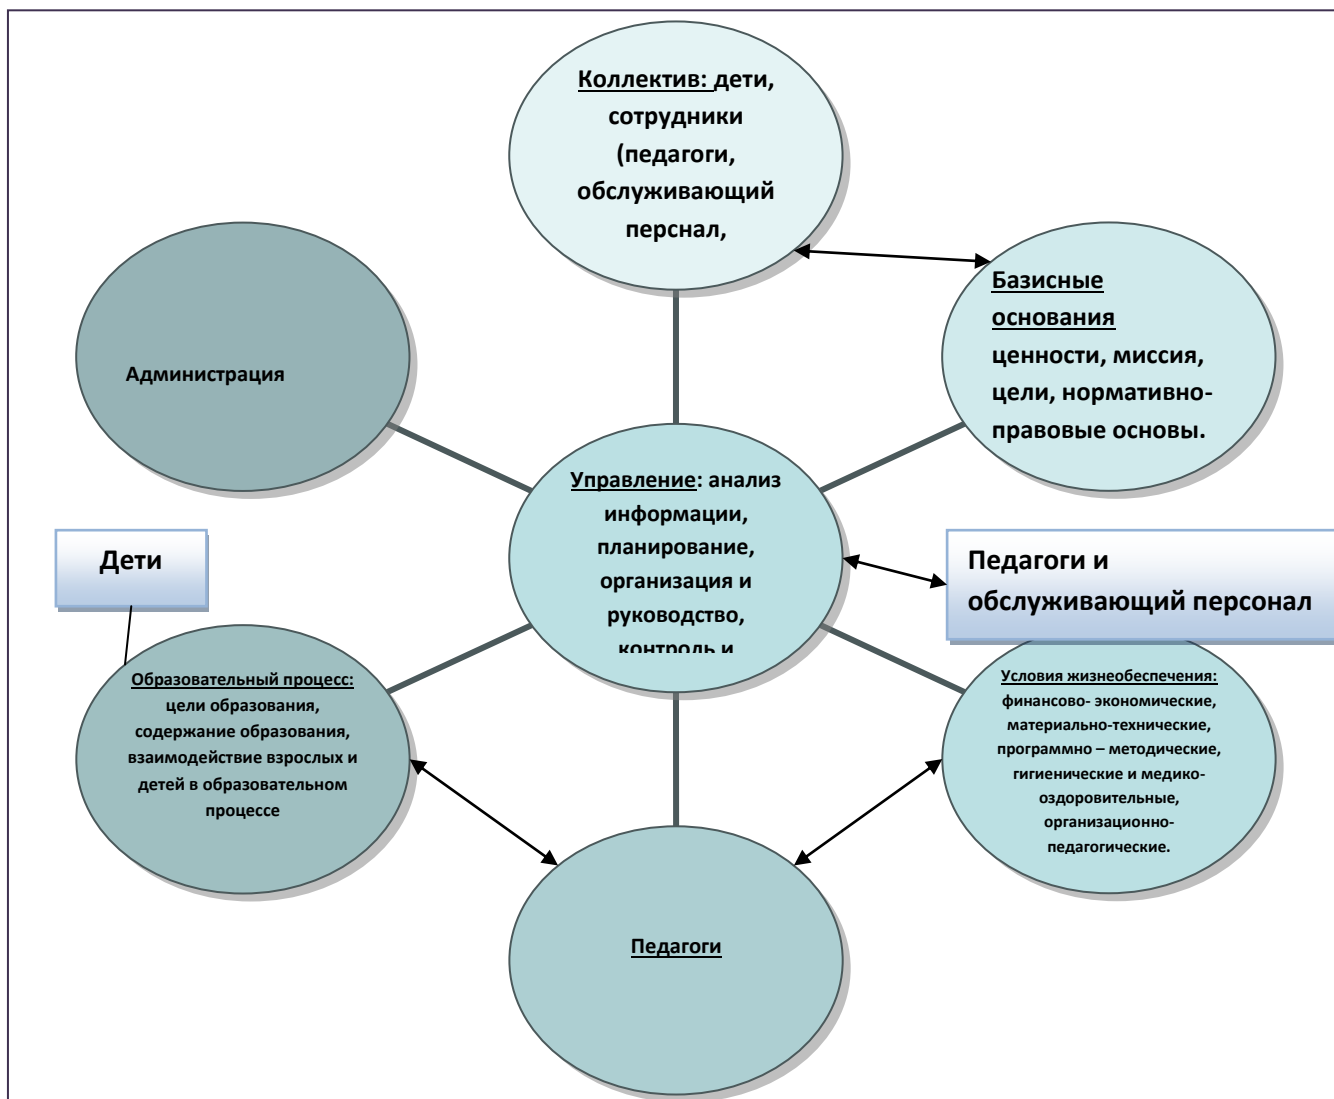 Коллектив: дети,
сотрудники
(педагоги,
обслуживающий
перснал,
Администрация
Базисные
основания
ценности, миссия,
цели, нормативно-
правовые основы.
Управление: анализ
информации,
планирование,
организация и
руководство,
контроль и
Дети
Педагоги и
обслуживающий персонал
Образовательный процесс:
цели образования,
содержание образования,
взаимодействие взрослых и
детей в образовательном
процессе
Условия жизнеобеспечения:
финансово- экономические,
материально-технические,
программно – методические,
гигиенические и медико-
оздоровительные,
организационно-
педагогические.
Педагоги